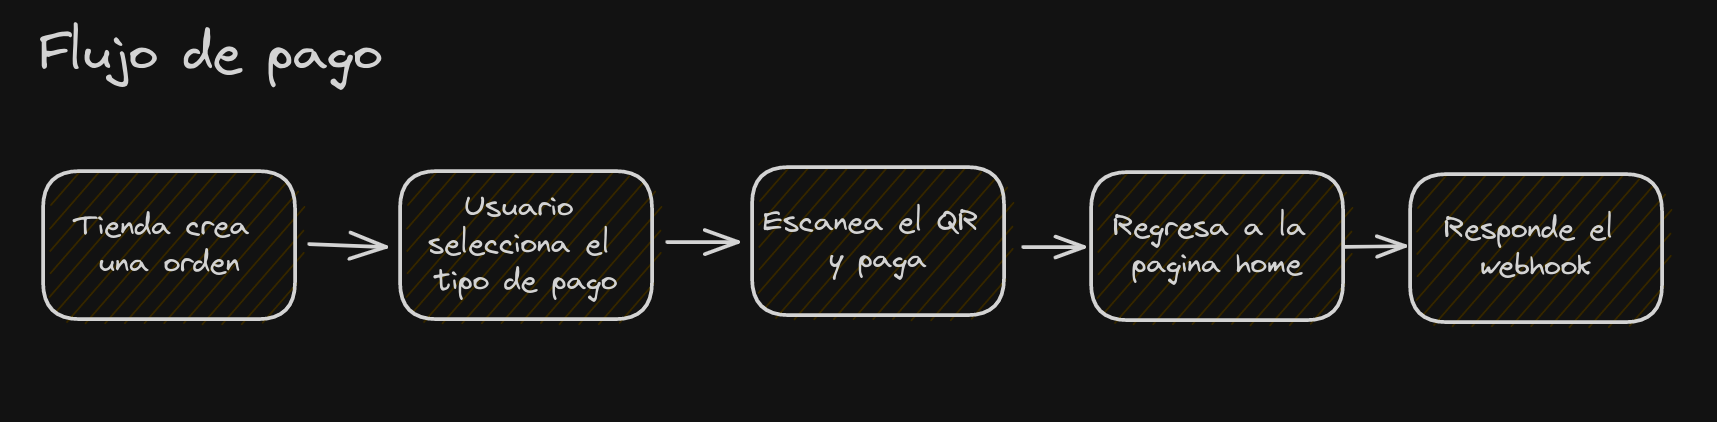 Flujo de pago
Tienda crea
una orden
Usuario
selecciona el
tipo de pago
Escanea el QR
y paga
Regresa a la
pagina home
Responde el
webhook